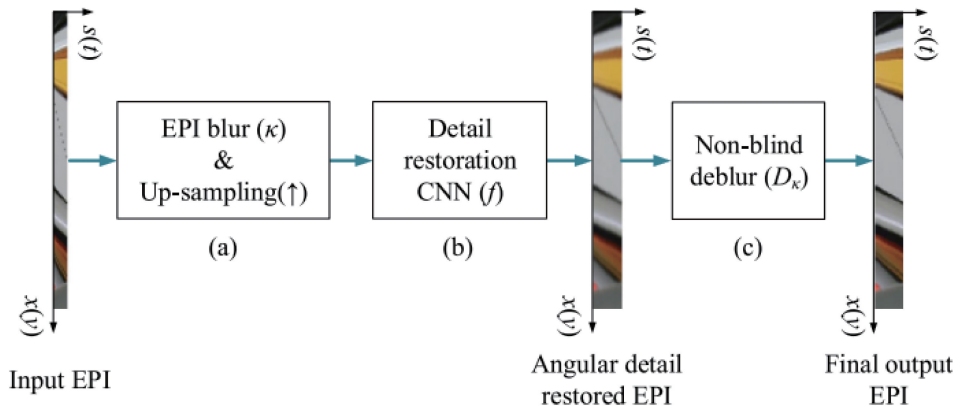 s(t)
x(y)
Input EPI
EPI blur (κ)
&
Up-sampling(↑)
(a)
Detail
restoration
CNN (f)
(b)
s(t)
x(y)
Angular detail
restored EPI
Non-blind
deblur (Dκ)
(c)
s(t)
x(y)
Final output
EPI